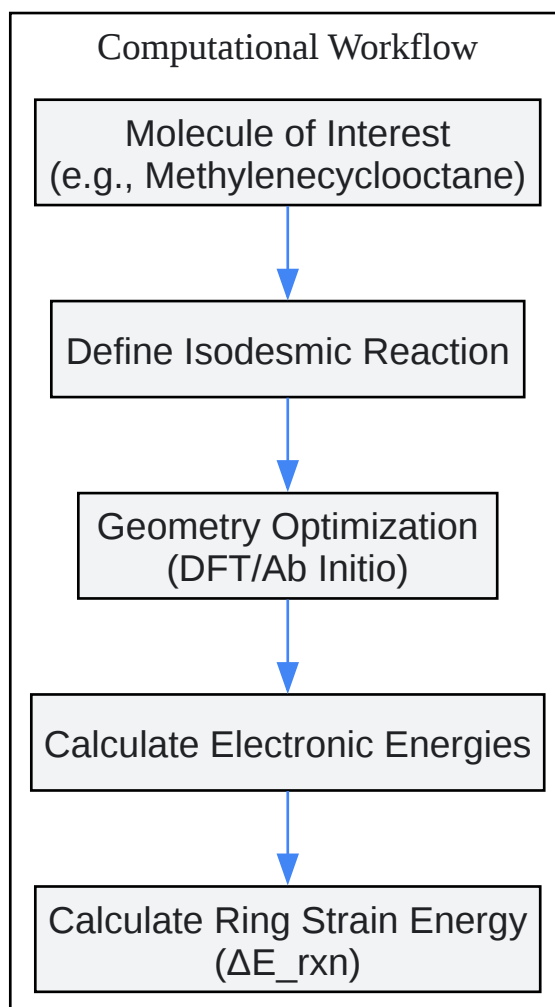 Computational Workflow
Molecule of Interest
(e.g., Methylenecyclooctane)
Define Isodesmic Reaction
Geometry Optimization
(DFT/Ab Initio)
Calculate Electronic Energies
Calculate Ring Strain Energy
(ΔE_rxn)